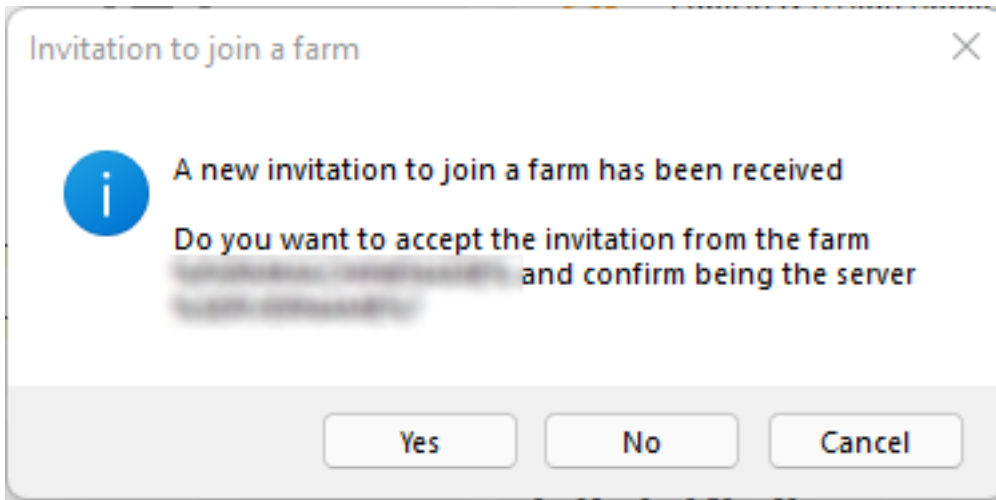 Invitation to join a farm
A new invitation to join a farm has been received
Do you want to accept the invitation from the farm
and confirm being the server
Yes
No
Cancel